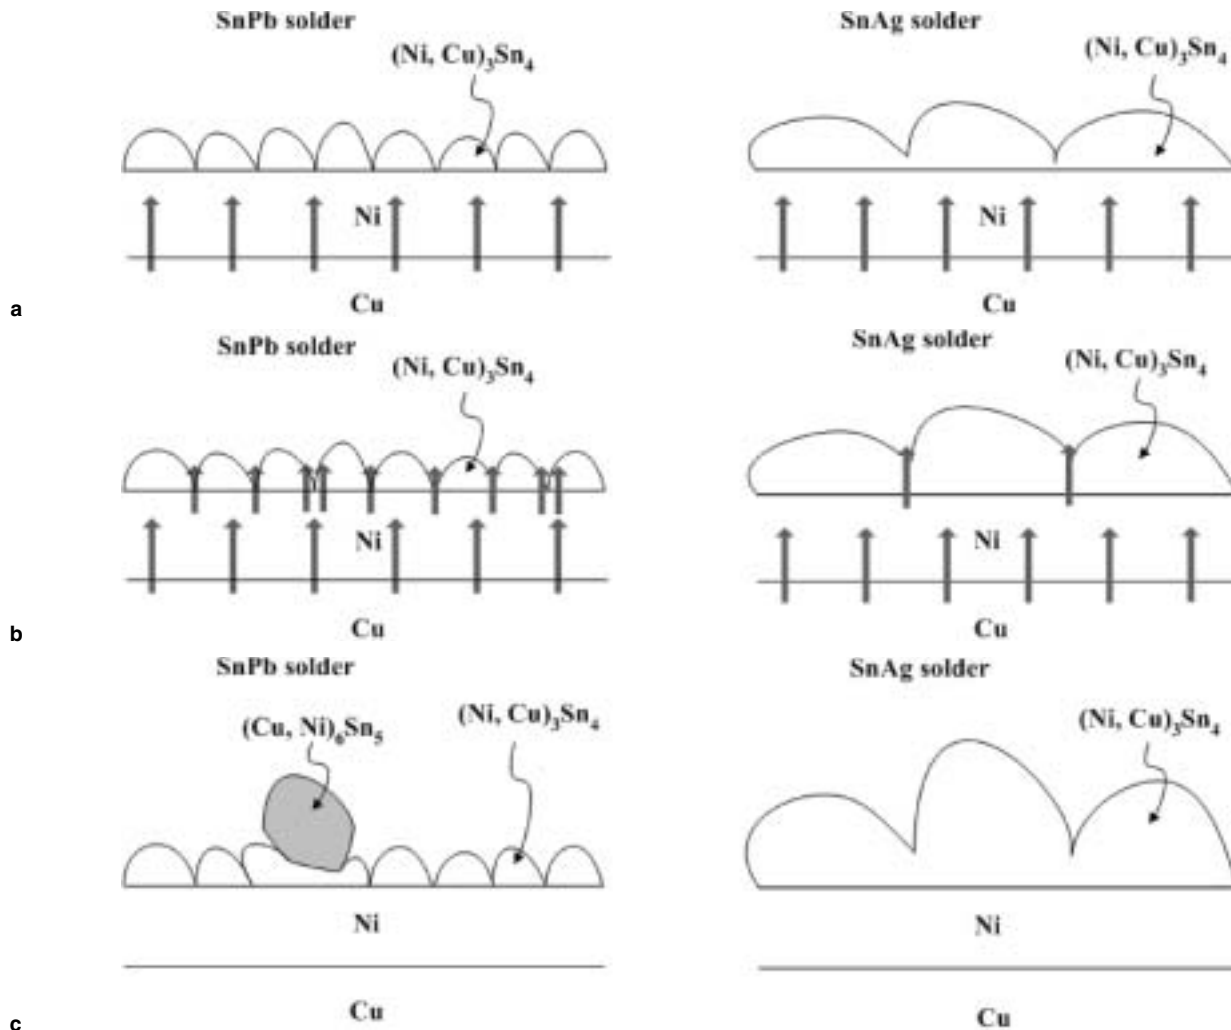 SnPb solder
SnAg solder
(Ni, Cu)₃Sn₄
(Ni, Cu)₃Sn₄
Ni
Ni
Cu
Cu
a
SnPb solder
SnAg solder
(Ni, Cu)₃Sn₄
(Ni, Cu)₃Sn₄
Ni
Ni
Cu
Cu
b
SnPb solder
SnAg solder
(Cu, Ni)₆Sn₅
(Ni, Cu)₃Sn₄
(Ni, Cu)₃Sn₄
Ni
Ni
Cu
Cu
c